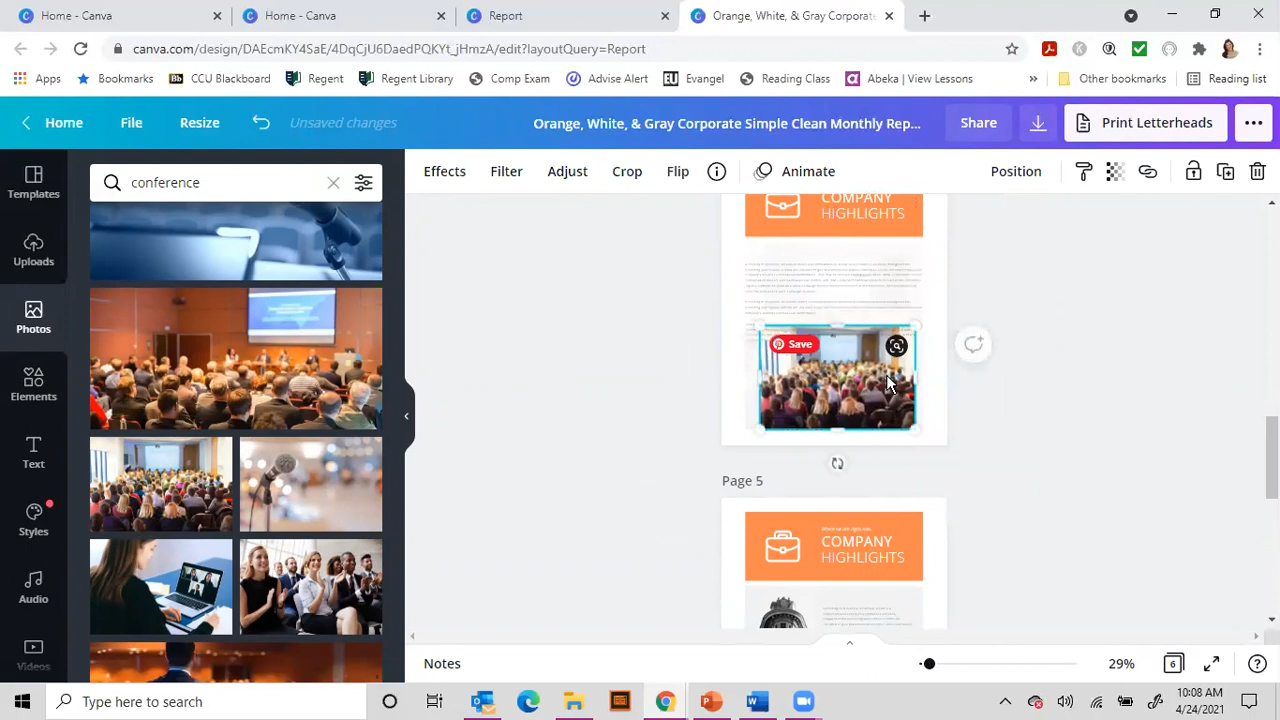 Home - Canva
Home - Canva
Report
Orange, White, & Gray Corporate
canva.com/design/DAEcmKY4SaE/4DqCjU6DaedPQKYt_jHmzA/edit?layoutQuery=Report
Apps
Bookmarks
CCU Blackboard
Regent
Regent Library
Comp Exam
Advise Alert
Evang
Reading Class
Abeka | View Lessons
Other bookmarks
Reading list
Home
File
Resize
Unsaved changes
Orange, White, & Gray Corporate Simple Clean Monthly Rep...
Share
Print Letterheads
Templates
Uploads
Photos
Elements
Text
Styles
Audio
Videos
conference
Effects
Filter
Adjust
Crop
Flip
Animate
Position
COMPANY
HIGHLIGHTS
Save
Page 5
COMPANY
HIGHLIGHTS
Notes
29%
6
Type here to search
10:08 AM
4/24/2021